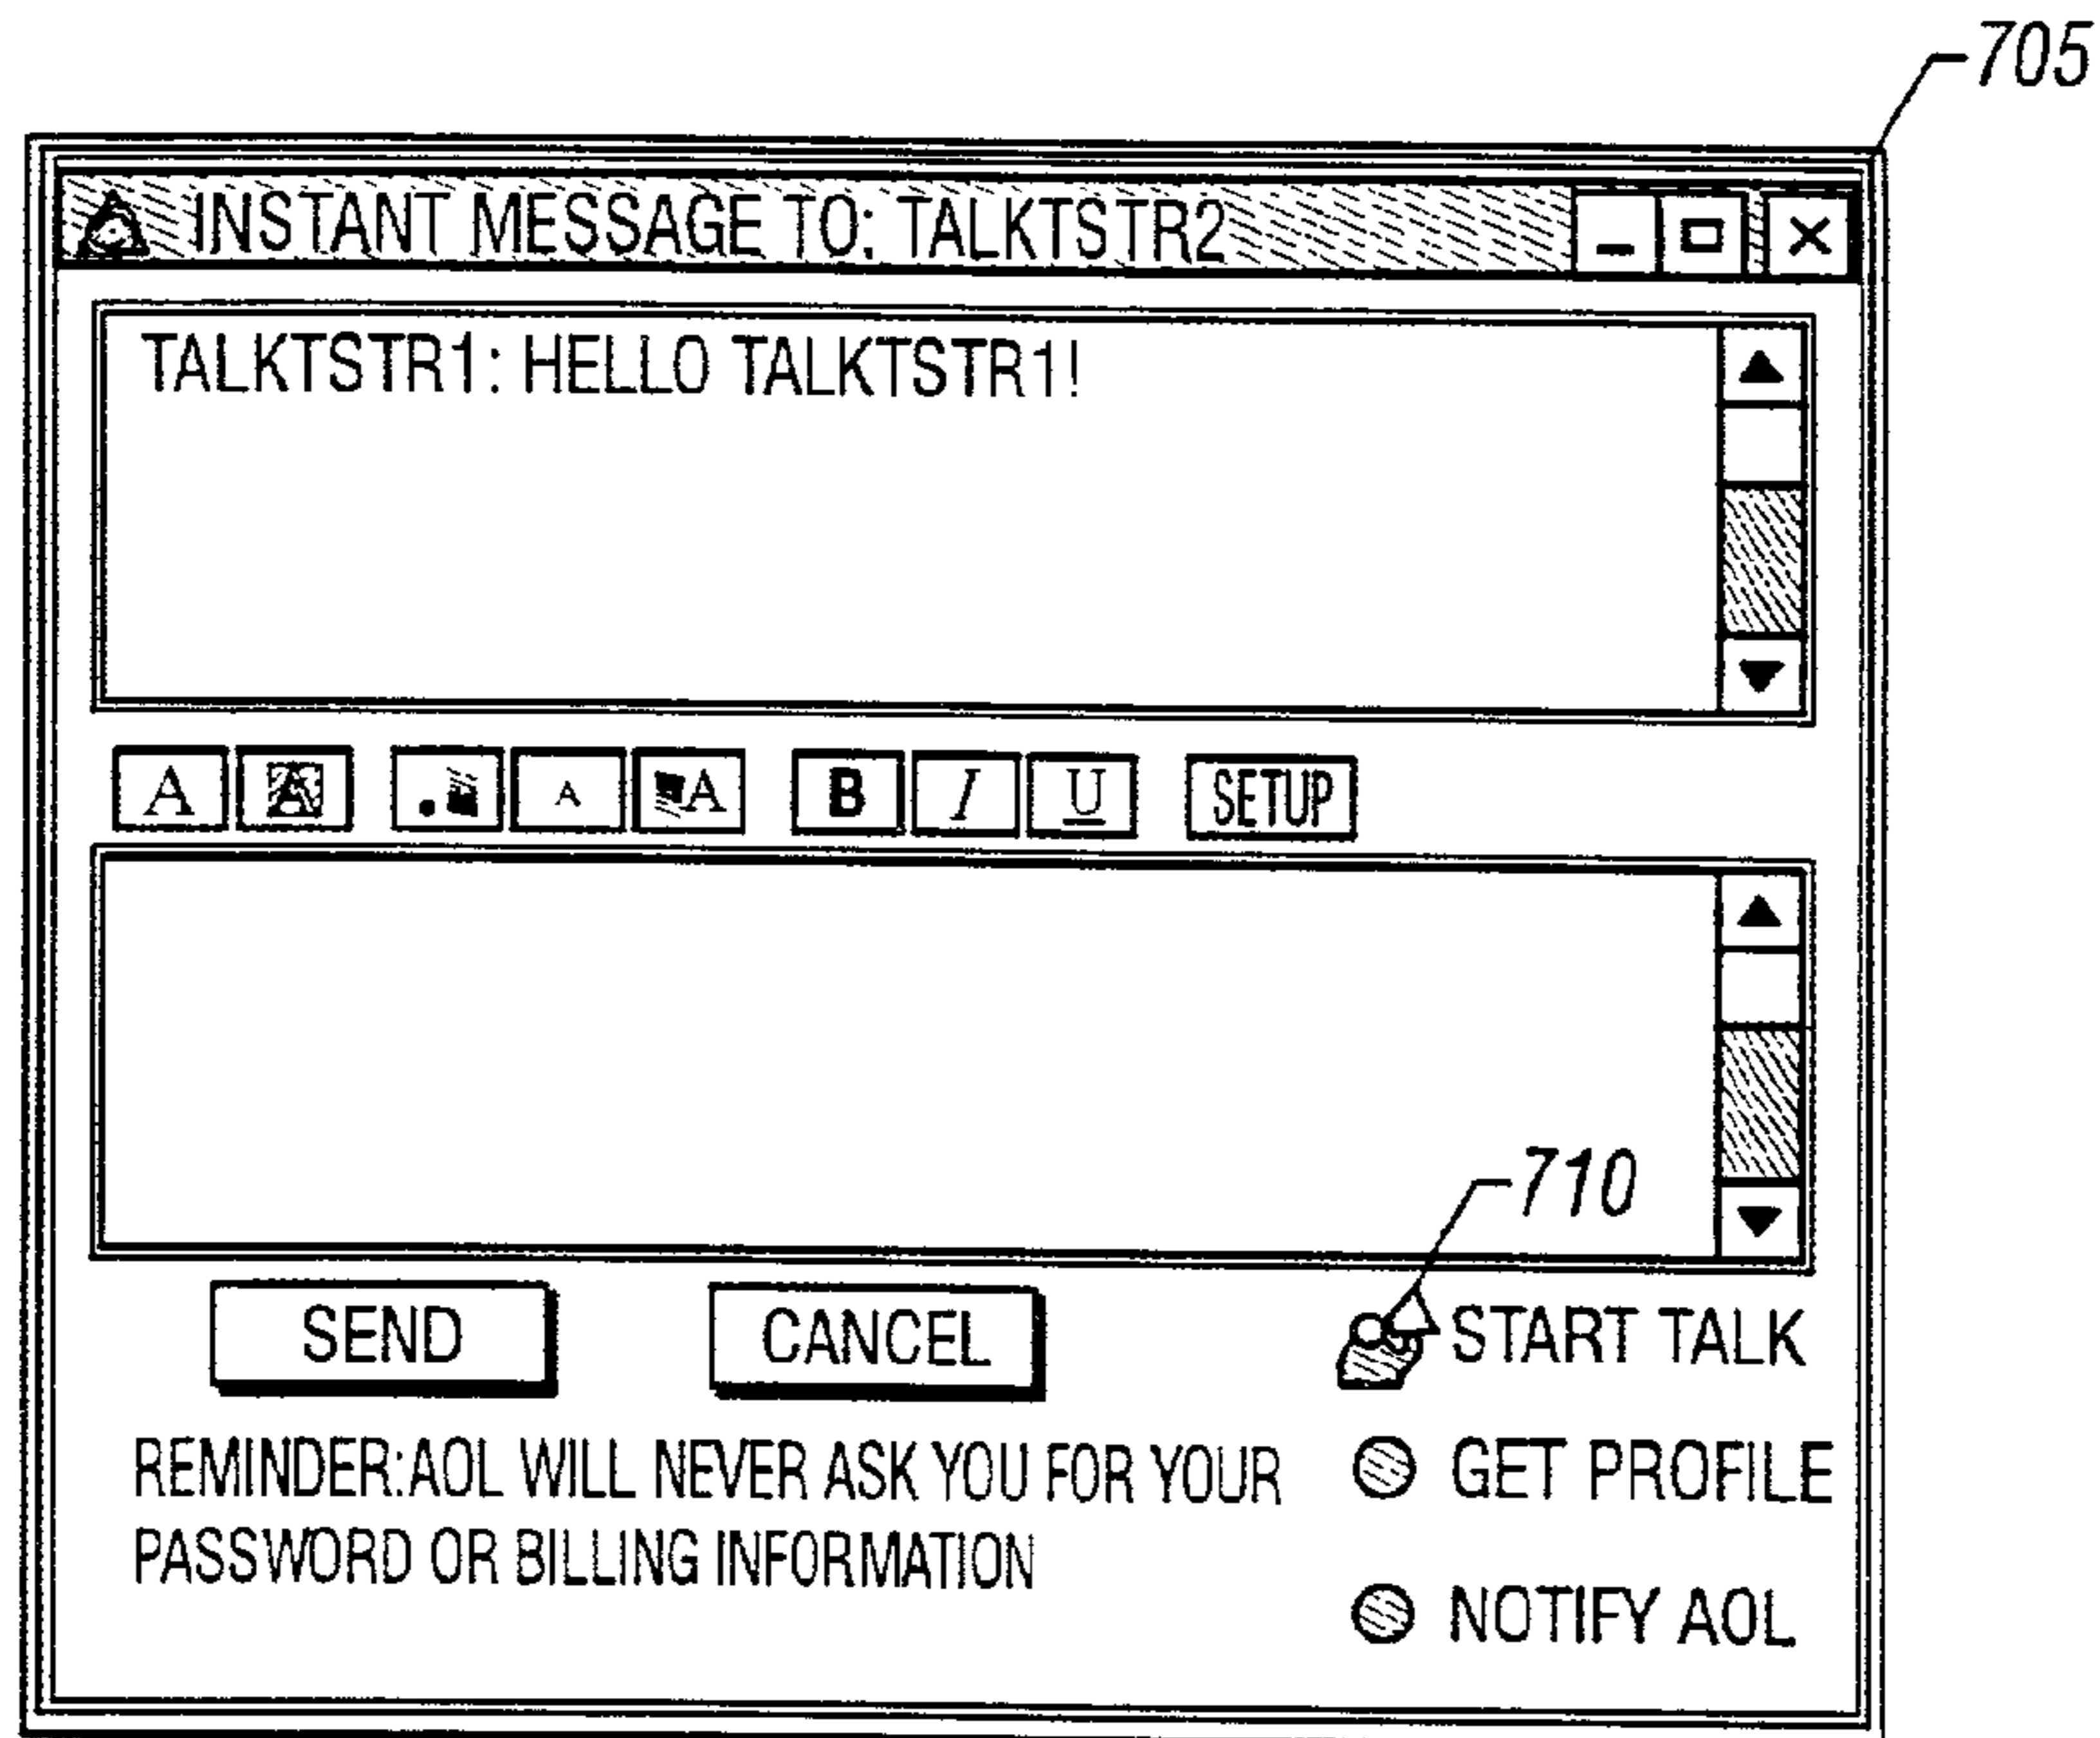 705
INSTANT MESSAGE TO: TALKTSTR2
TALKTSTR1: HELLO TALKTSTR1!
A A A A B I U SETUP
710
SEND CANCEL START TALK
REMINDER:AOL WILL NEVER ASK YOU FOR YOUR
PASSWORD OR BILLING INFORMATION
GET PROFILE
NOTIFY AOL